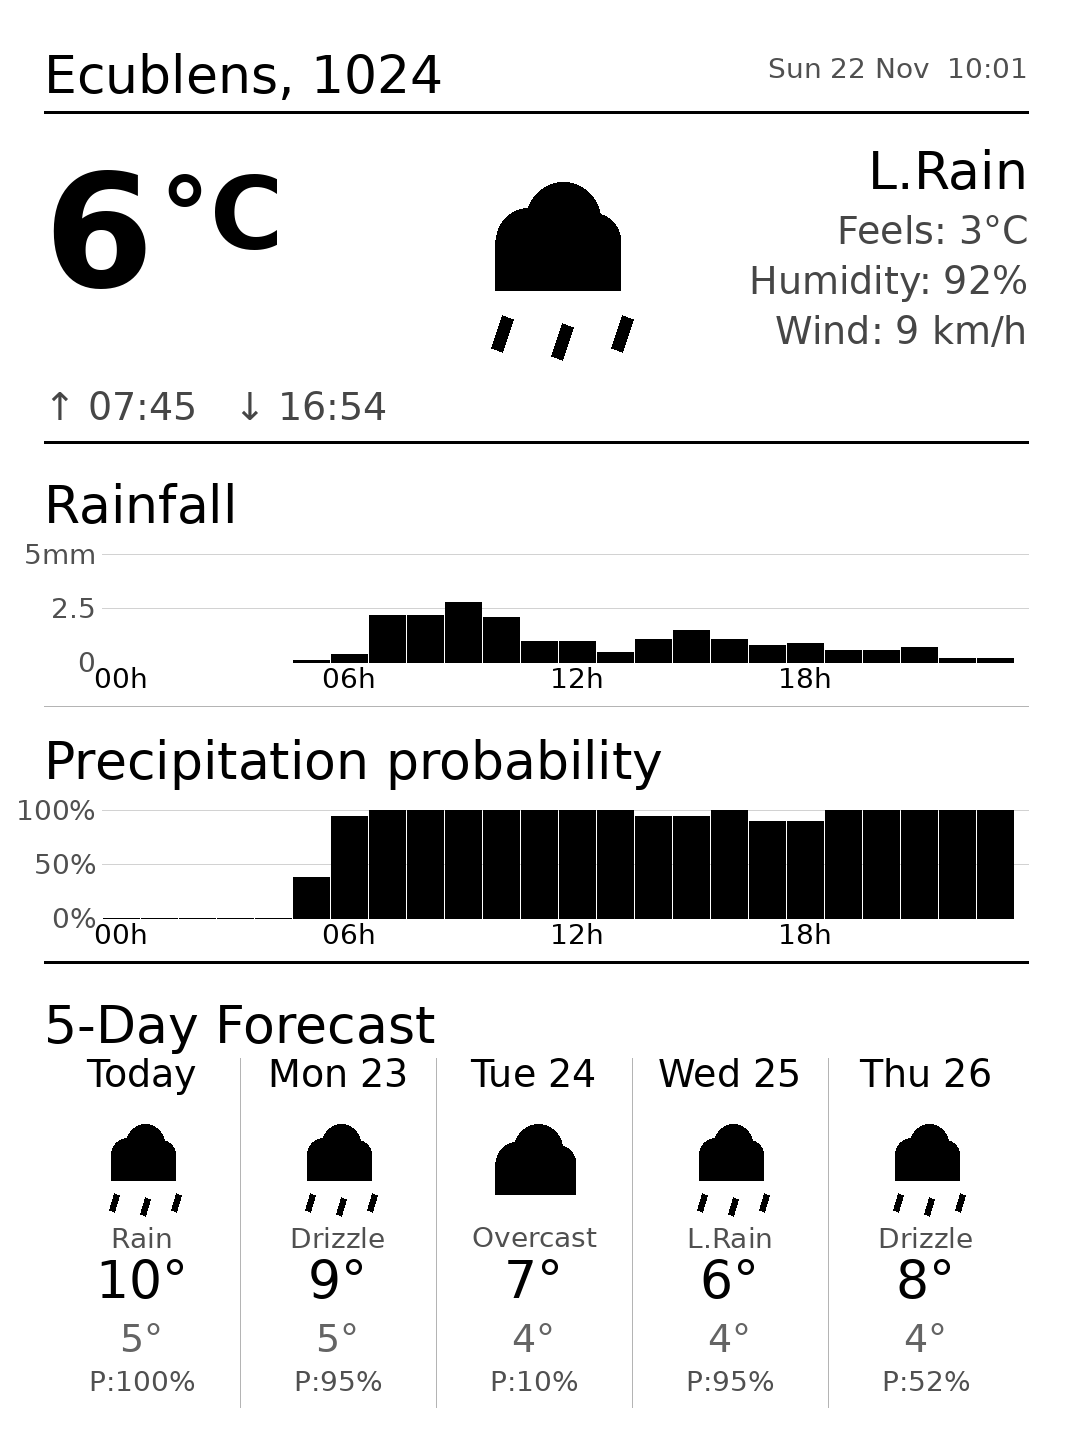 Ecublens, 1024
Sun 22 Nov  10:01
6°C
L.Rain
Feels: 3°C
Humidity: 92%
Wind: 9 km/h
↑ 07:45   ↓ 16:54
Rainfall
5mm
2.5
0
00h 06h 12h 18h
Precipitation probability
100%
50%
0%
00h 06h 12h 18h
5-Day Forecast
Today Mon 23 Tue 24 Wed 25 Thu 26
Rain Drizzle Overcast L.Rain Drizzle
10° 9° 7° 6° 8°
5° 5° 4° 4° 4°
P:100% P:95% P:10% P:95% P:52%